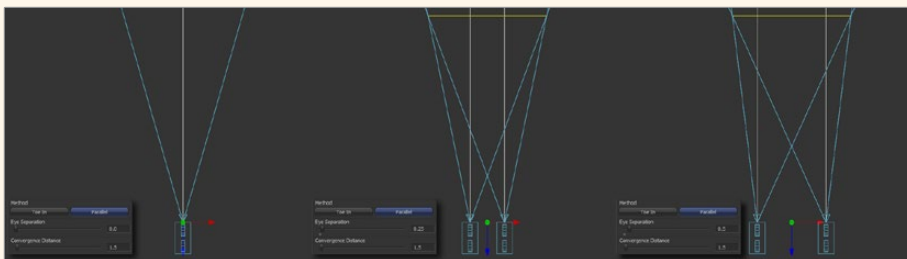 Method
Toe In Parallel
Eye Separation
0.0
Convergence Distance
1.5
Method
Toe In Parallel
Eye Separation
0.25
Convergence Distance
1.5
Method
Toe In Parallel
Eye Separation
0.5
Convergence Distance
1.5